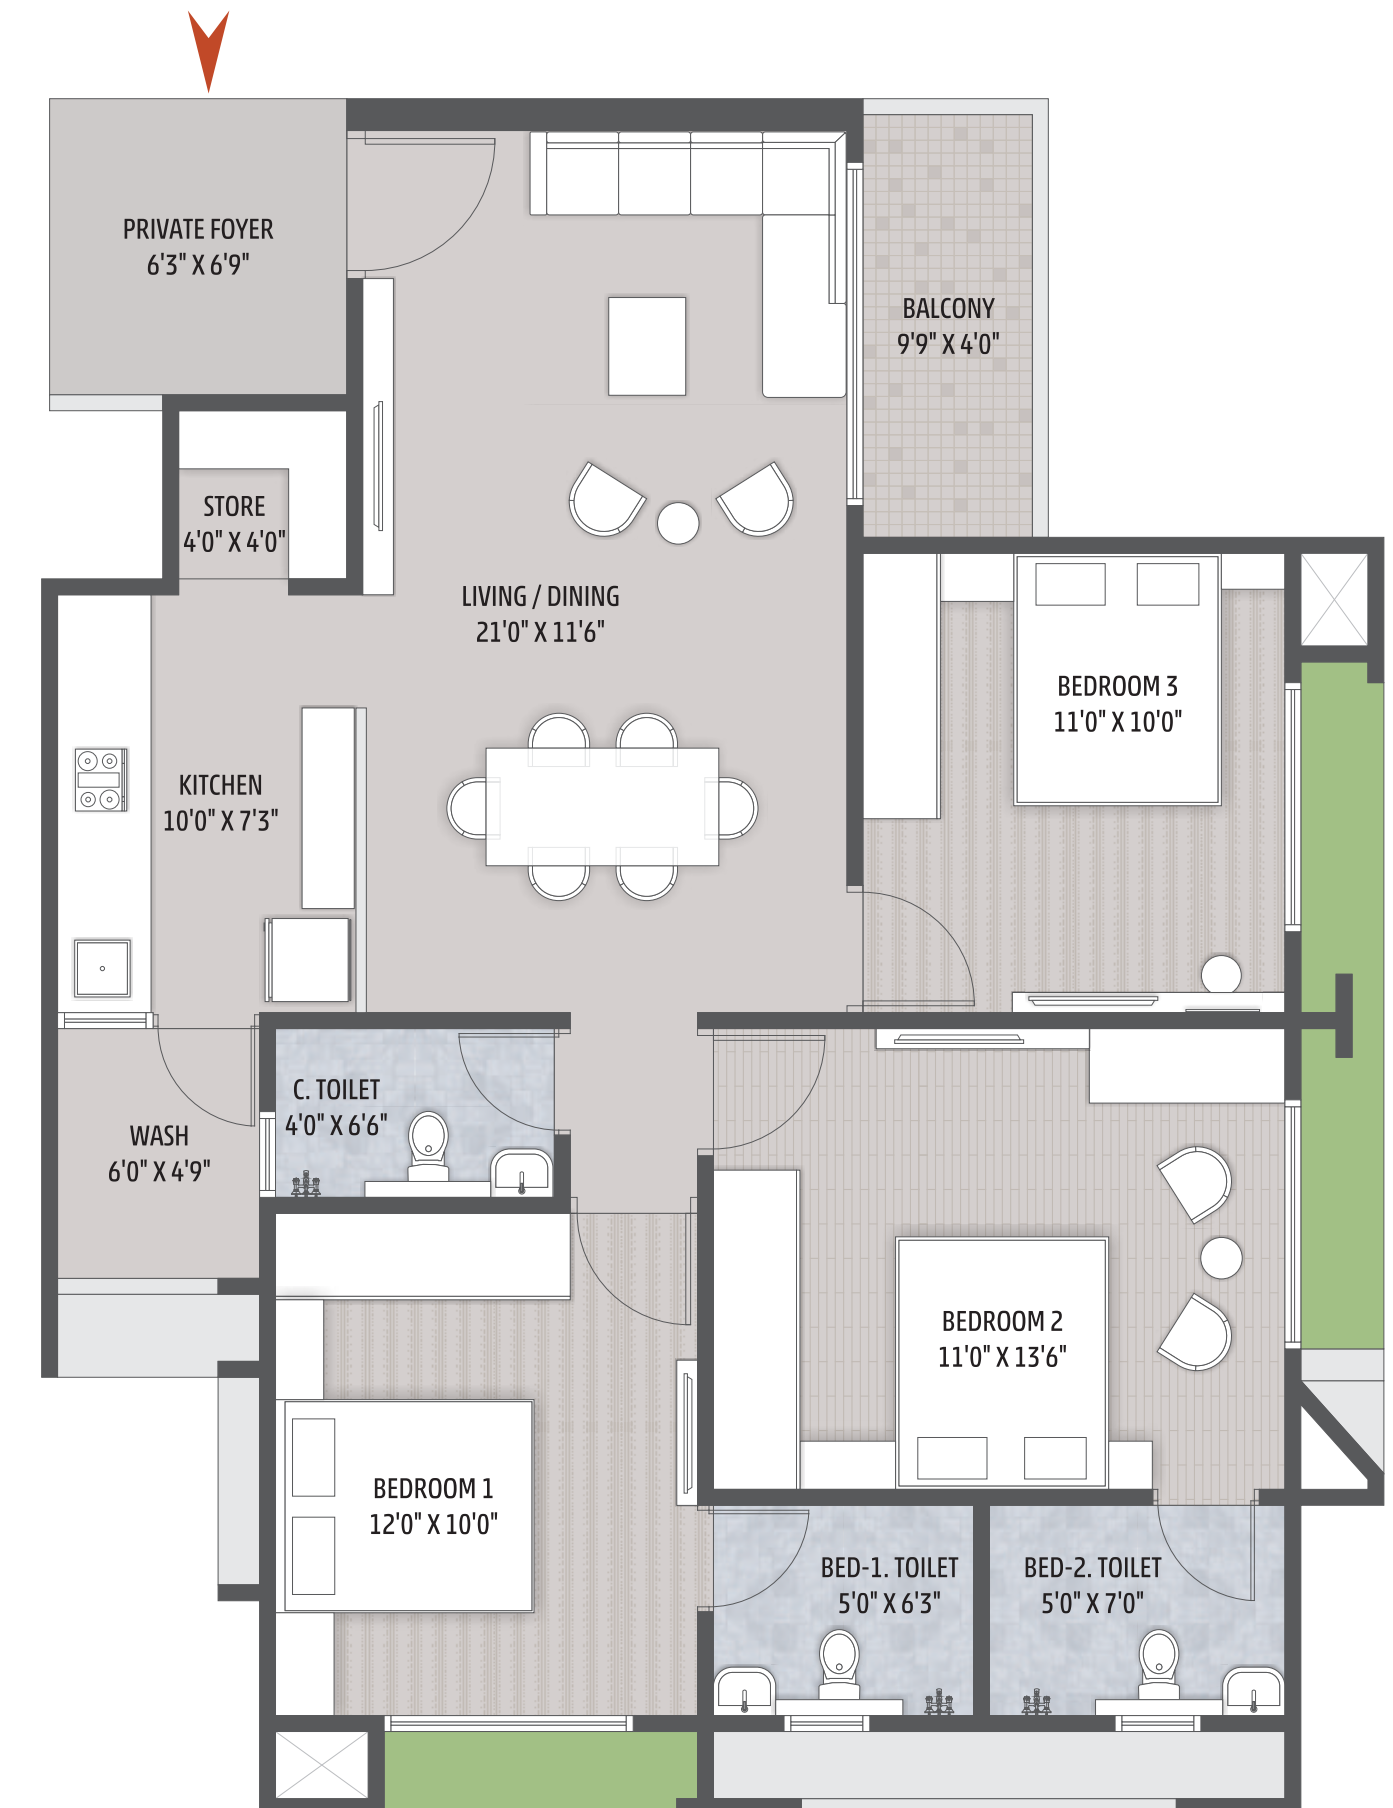 PRIVATE FOYER
6'3" X 6'9"
BALCONY
9'9" X 4'0"
STORE
4'0" X 4'0"
LIVING / DINING
21'0" X 11'6"
BEDROOM 3
11'0" X 10'0"
KITCHEN
10'0" X 7'3"
C. TOILET
4'0" X 6'6"
WASH
6'0" X 4'9"
BEDROOM 2
11'0" X 13'6"
BEDROOM 1
12'0" X 10'0"
BED-1. TOILET
5'0" X 6'3"
BED-2. TOILET
5'0" X 7'0"